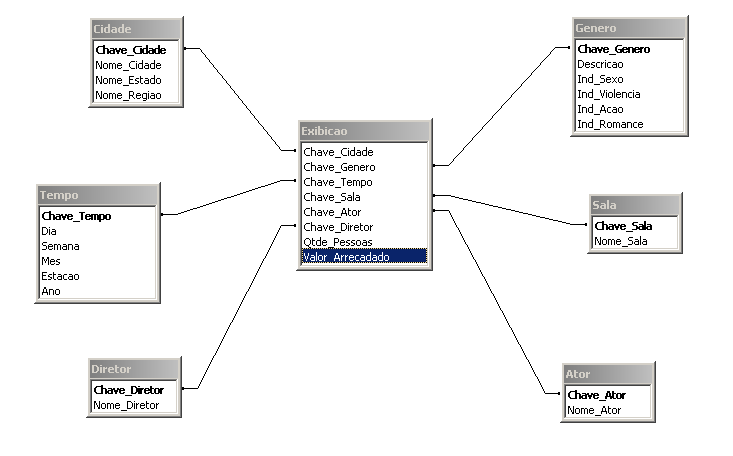 Cidade
Chave_Cidade
Nome_Cidade
Nome_Estado
Nome_Regiao
Genero
Chave_Genero
Descricao
Ind_Sexo
Ind_Violencia
Ind_Acao
Ind_Romance
Exibicao
Chave_Cidade
Chave_Genero
Chave_Tempo
Chave_Sala
Chave_Ator
Chave_Diretor
Qtde_Pessoas
Valor_Arrecadado
Tempo
Chave_Tempo
Dia
Semana
Mes
Estacao
Ano
Sala
Chave_Sala
Nome_Sala
Diretor
Chave_Diretor
Nome_Diretor
Ator
Chave_Ator
Nome_Ator